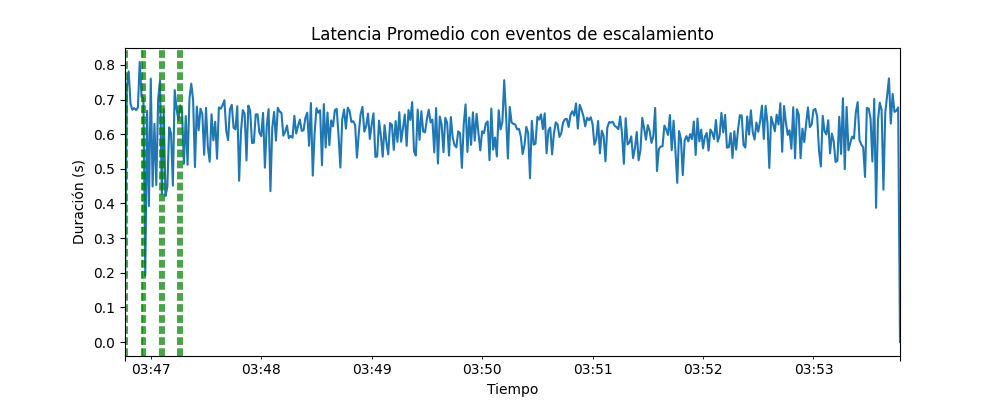 Latencia Promedio con eventos de escalamiento
Duración (s)
0.8
0.7
0.6
0.5
0.4
0.3
0.2
0.1
0.0
03:47 03:48 03:49 03:50 03:51 03:52 03:53
Tiempo